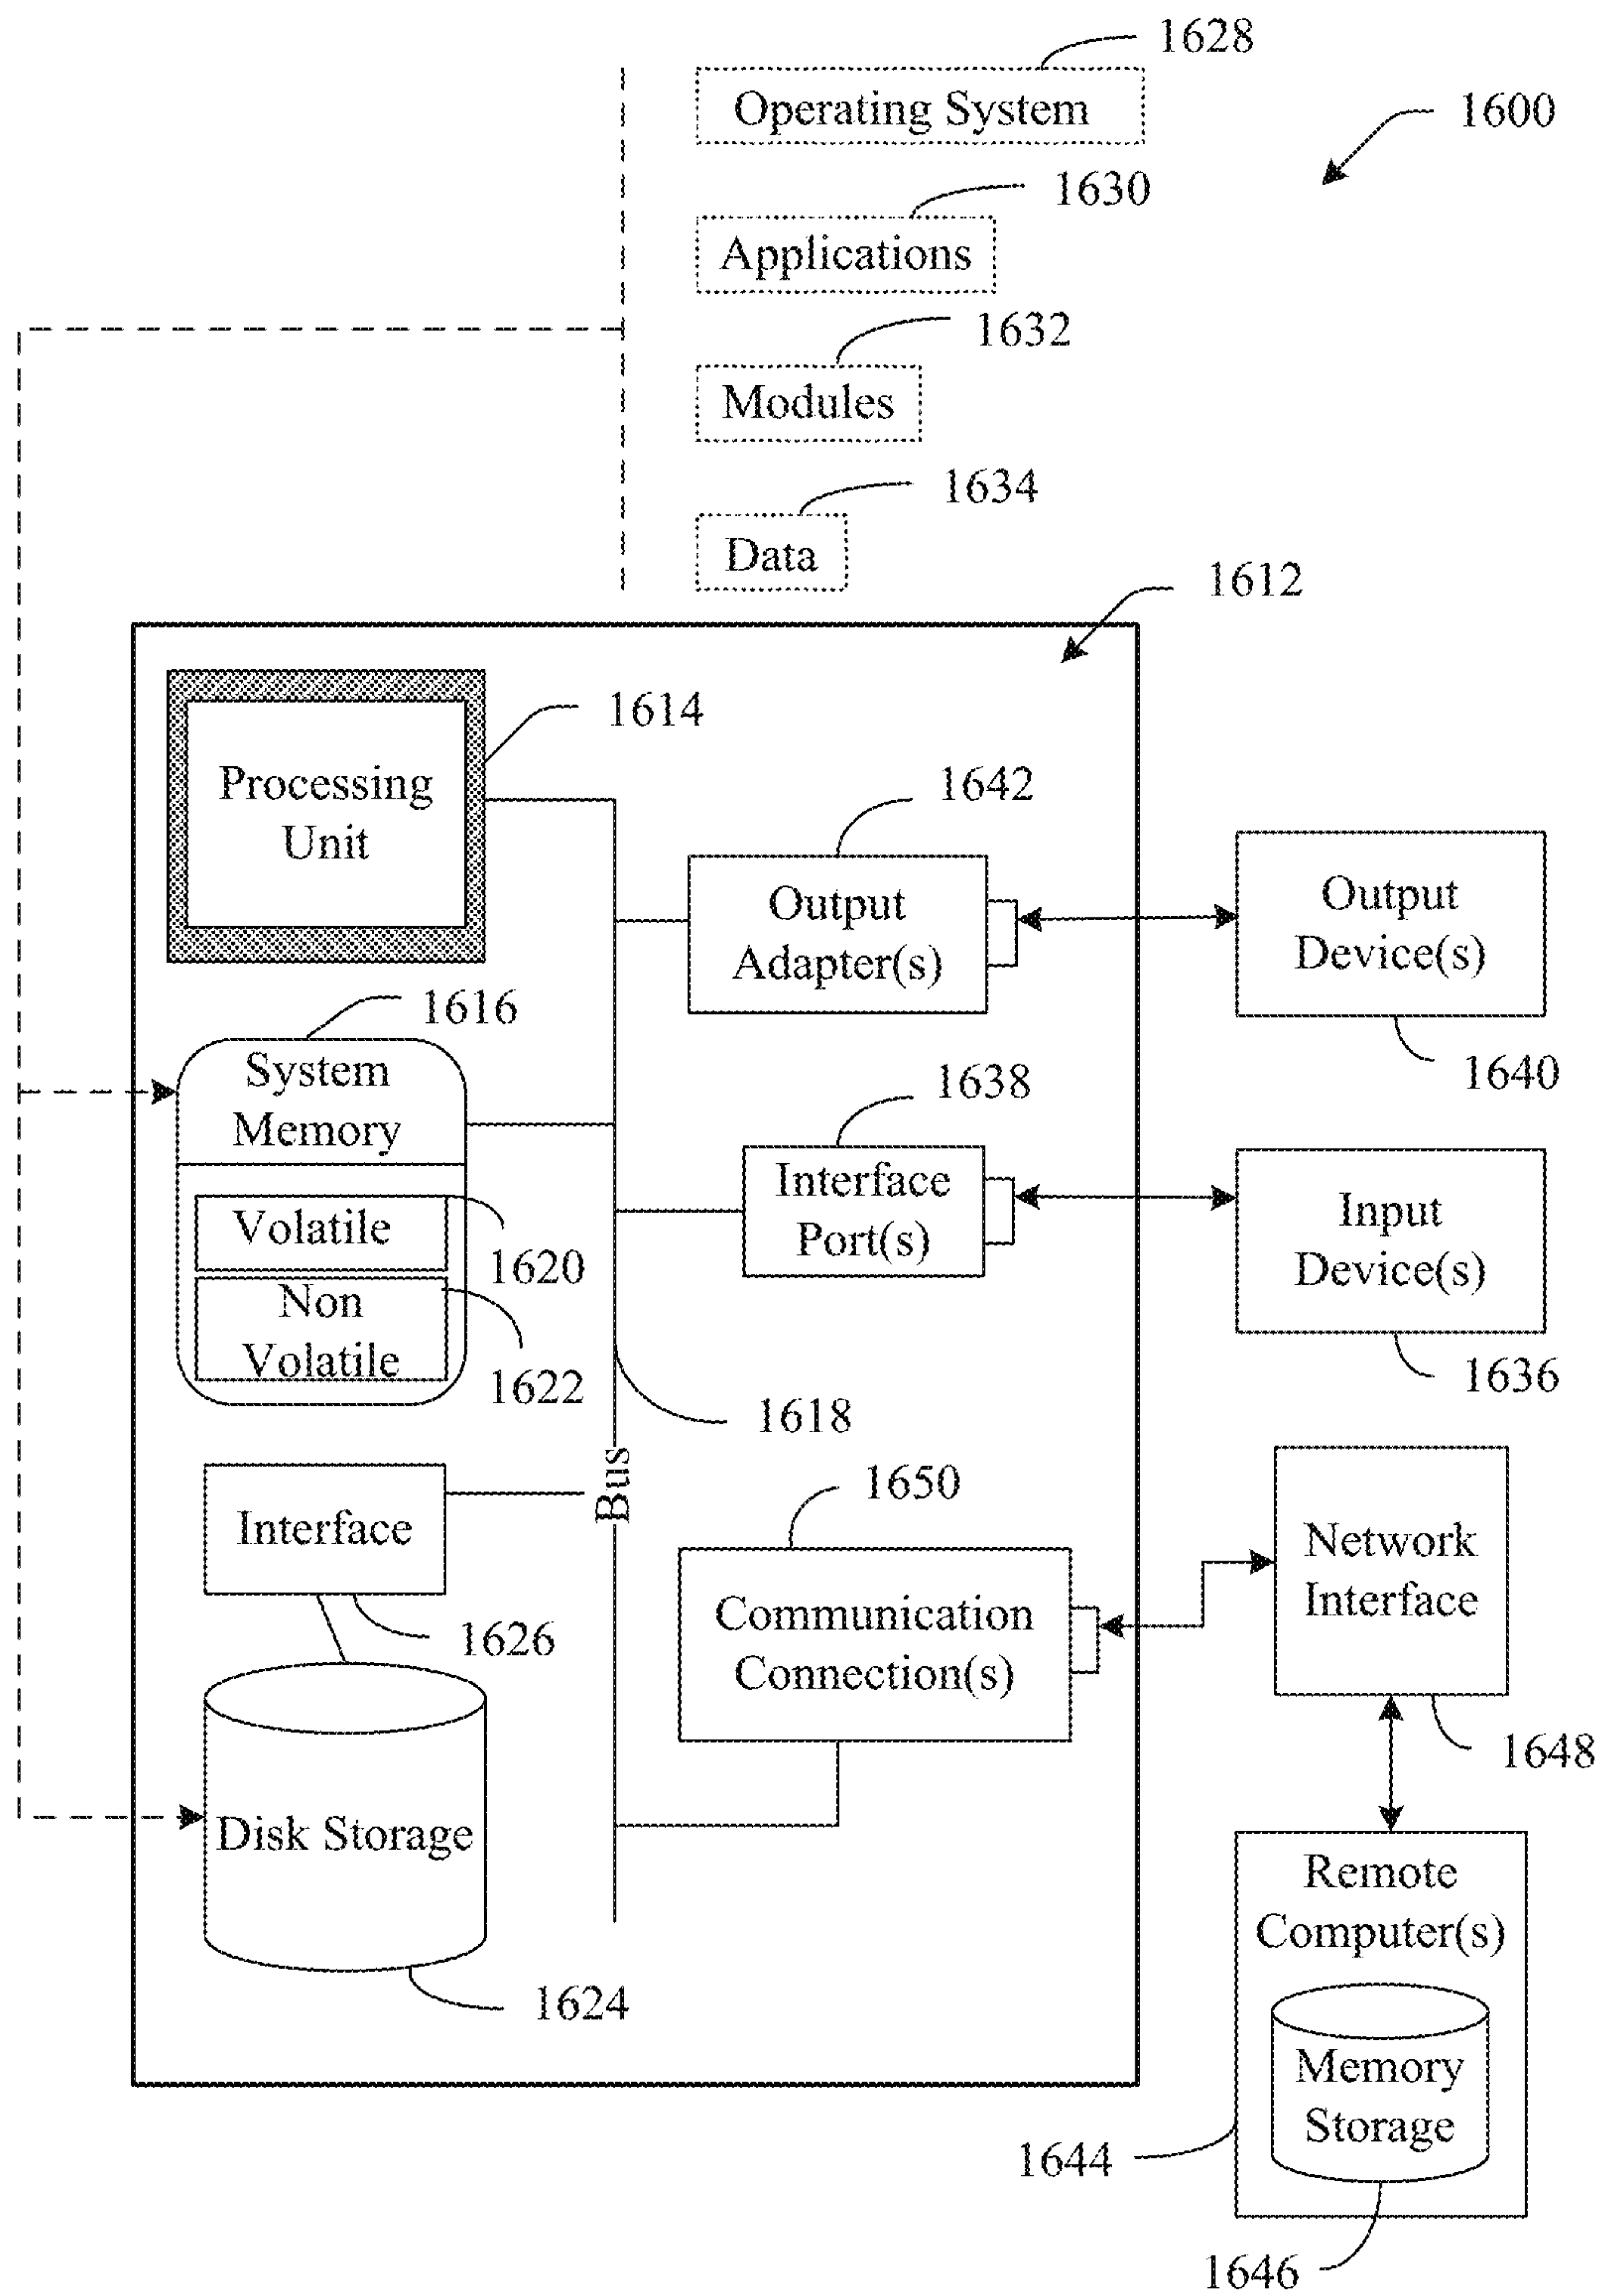 1628
Operating System
1600
1630
Applications
1632
Modules
1634
Data
1612
1614
Processing
Unit
1642
Output
Adapter(s)
Output
Device(s)
1640
1616
System
Memory
1638
Interface
Port(s)
Input
Device(s)
1636
Volatile
1620
Non
Volatile
1622
1618
Bus
1650
Interface
1626
Communication
Connection(s)
Network
Interface
1648
Disk Storage
1624
Remote
Computer(s)
Memory
Storage
1644
1646